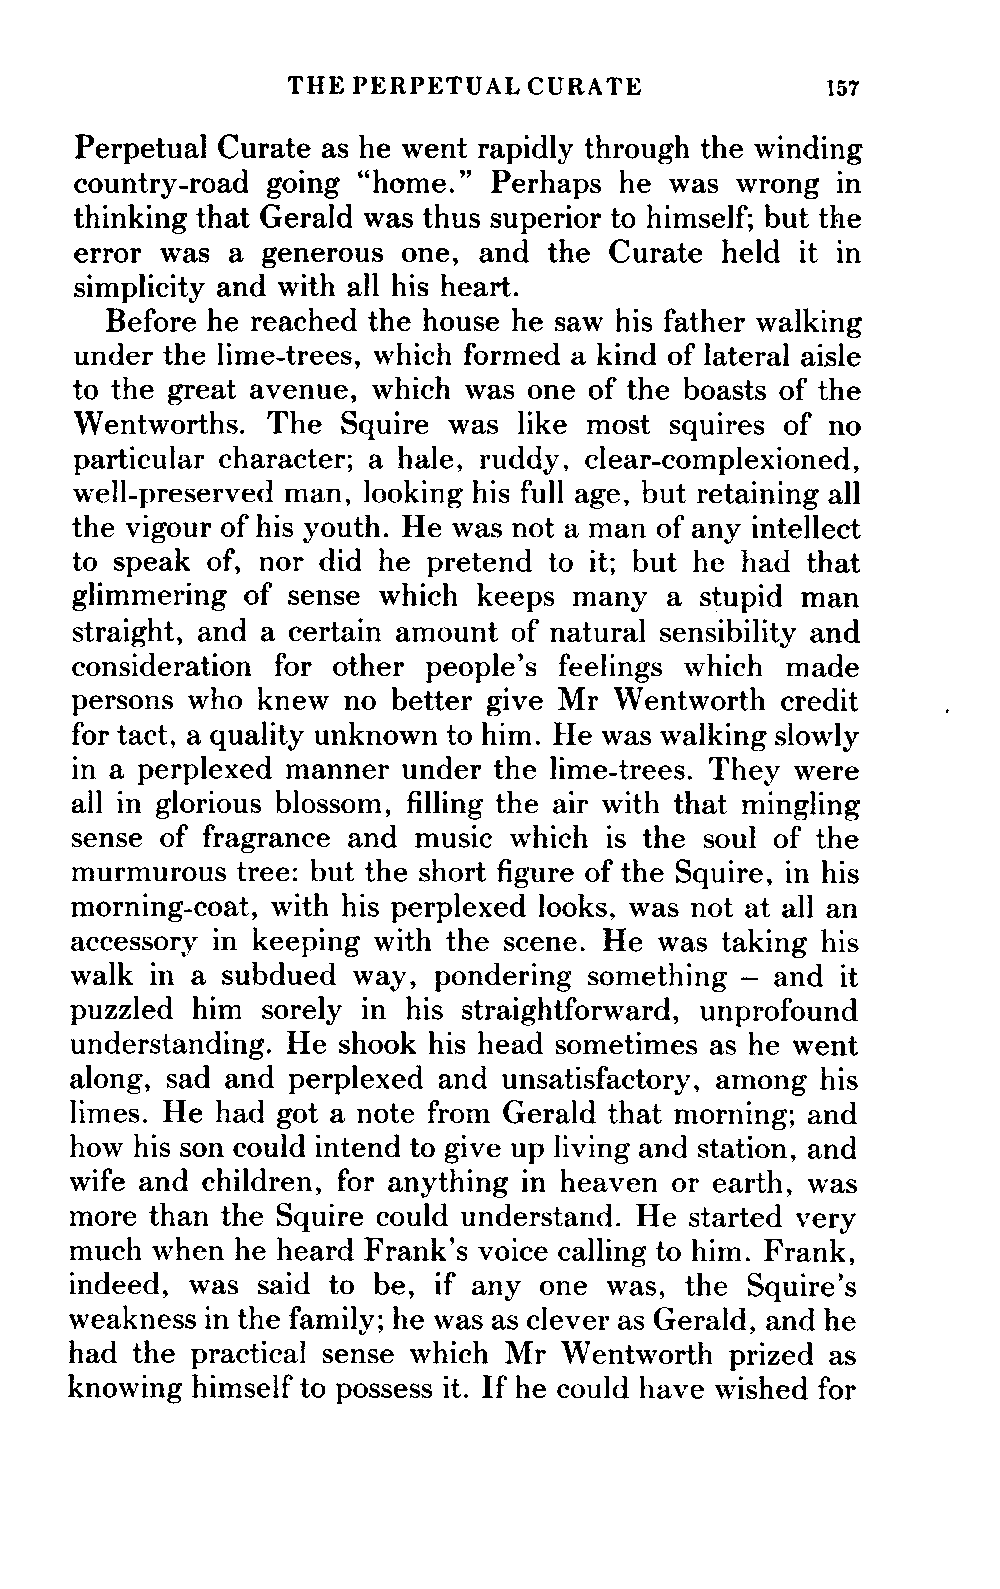 THE PERPETUAL CURATE 157
Perpetual Curate as he went rapidly through the winding
country-road going “home.” Perhaps he was wrong in
thinking that Gerald was thus superior to himself; but the
error was a generous one, and the Curate held it in
simplicity and with all his heart.
Before he reached the house he saw his father walking
under the lime-trees, which formed a kind of lateral aisle
to the great avenue, which was one of the boasts of the
Wentworths. The Squire was like most squires of no
particular character; a hale, ruddy, clear-complexioned,
well-preserved man, looking his full age, but retaining all
the vigour of his youth. He was not a man of any intellect
to speak of, nor did he pretend to it; but he had that
glimmering of sense which keeps many a stupid man
straight, and a certain amount of natural sensibility and
consideration for other people’s feelings which made
persons who knew no better give Mr Wentworth credit
for tact, a quality unknown to him. He was walking slowly
in a perplexed manner under the lime-trees. They were
all in glorious blossom, filling the air with that mingling
sense of fragrance and music which is the soul of the
murmurous tree: but the short figure of the Squire, in his
morning-coat, with his perplexed looks, was not at all an
accessory in keeping with the scene. He was taking his
walk in a subdued way, pondering something – and it
puzzled him sorely in his straightforward, unprofound
understanding. He shook his head sometimes as he went
along, sad and perplexed and unsatisfactory, among his
limes. He had got a note from Gerald that morning; and
how his son could intend to give up living and station, and
wife and children, for anything in heaven or earth, was
more than the Squire could understand. He started very
much when he heard Frank’s voice calling to him. Frank,
indeed, was said to be, if any one was, the Squire’s
weakness in the family; he was as clever as Gerald, and he
had the practical sense which Mr Wentworth prized as
knowing himself to possess it. If he could have wished for